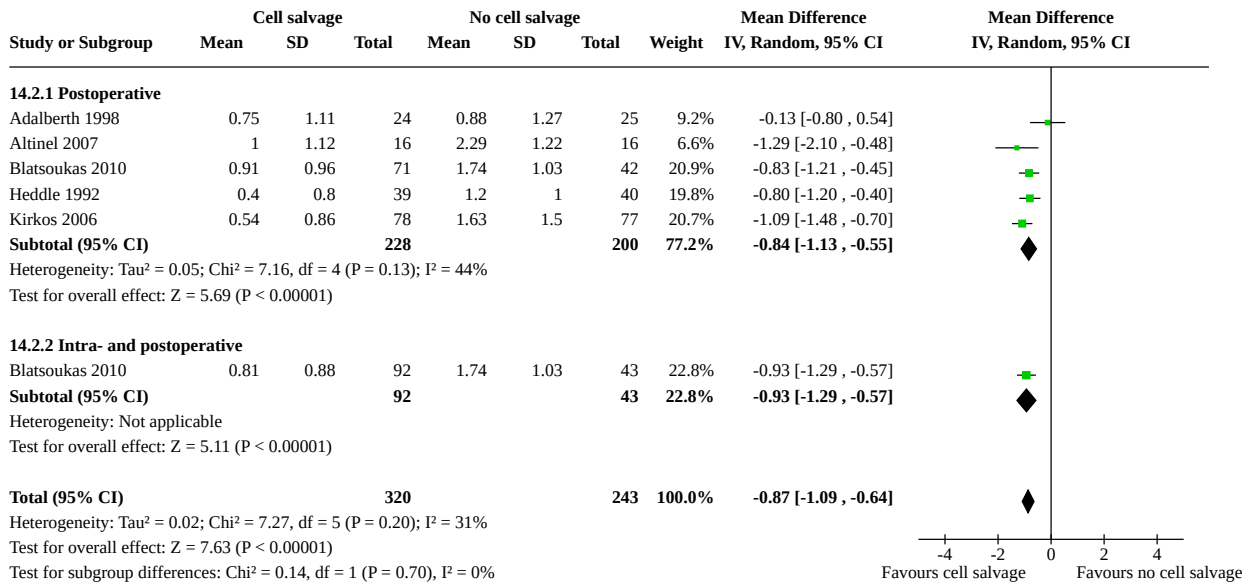 Cell salvage No cell salvage Mean Difference Mean Difference
Study or Subgroup Mean SD Total Mean SD Total Weight IV, Random, 95% CI IV, Random, 95% CI
14.2.1 Postoperative
Adalberth 1998 0.75 1.11 24 0.88 1.27 25 9.2% -0.13 [-0.80 , 0.54]
Altinel 2007 1 1.12 16 2.29 1.22 16 6.6% -1.29 [-2.10 , -0.48]
Blatsoukas 2010 0.91 0.96 71 1.74 1.03 42 20.9% -0.83 [-1.21 , -0.45]
Heddle 1992 0.4 0.8 39 1.2 1 40 19.8% -0.80 [-1.20 , -0.40]
Kirkos 2006 0.54 0.86 78 1.63 1.5 77 20.7% -1.09 [-1.48 , -0.70]
Subtotal (95% CI) 228 200 77.2% -0.84 [-1.13 , -0.55]
Heterogeneity: Tau² = 0.05; Chi² = 7.16, df = 4 (P = 0.13); I² = 44%
Test for overall effect: Z = 5.69 (P < 0.00001)
14.2.2 Intra- and postoperative
Blatsoukas 2010 0.81 0.88 92 1.74 1.03 43 22.8% -0.93 [-1.29 , -0.57]
Subtotal (95% CI) 92 43 22.8% -0.93 [-1.29 , -0.57]
Heterogeneity: Not applicable
Test for overall effect: Z = 5.11 (P < 0.00001)
Total (95% CI) 320 243 100.0% -0.87 [-1.09 , -0.64]
Heterogeneity: Tau² = 0.02; Chi² = 7.27, df = 5 (P = 0.20); I² = 31%
Test for overall effect: Z = 7.63 (P < 0.00001)
-4 -2 0 2 4
Test for subgroup differences: Chi² = 0.14, df = 1 (P = 0.70), I² = 0% Favours cell salvage Favours no cell salvage